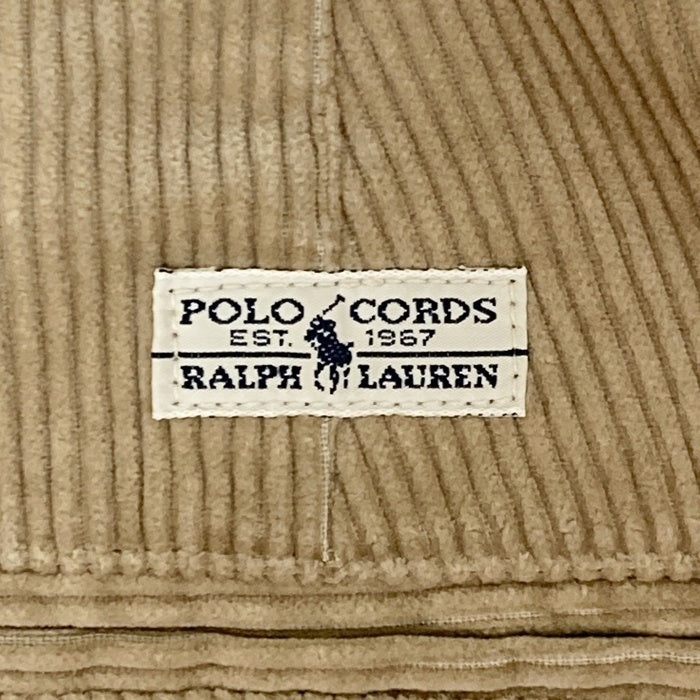 POLO CORDS
EST. 1967
RALPH LAUREN